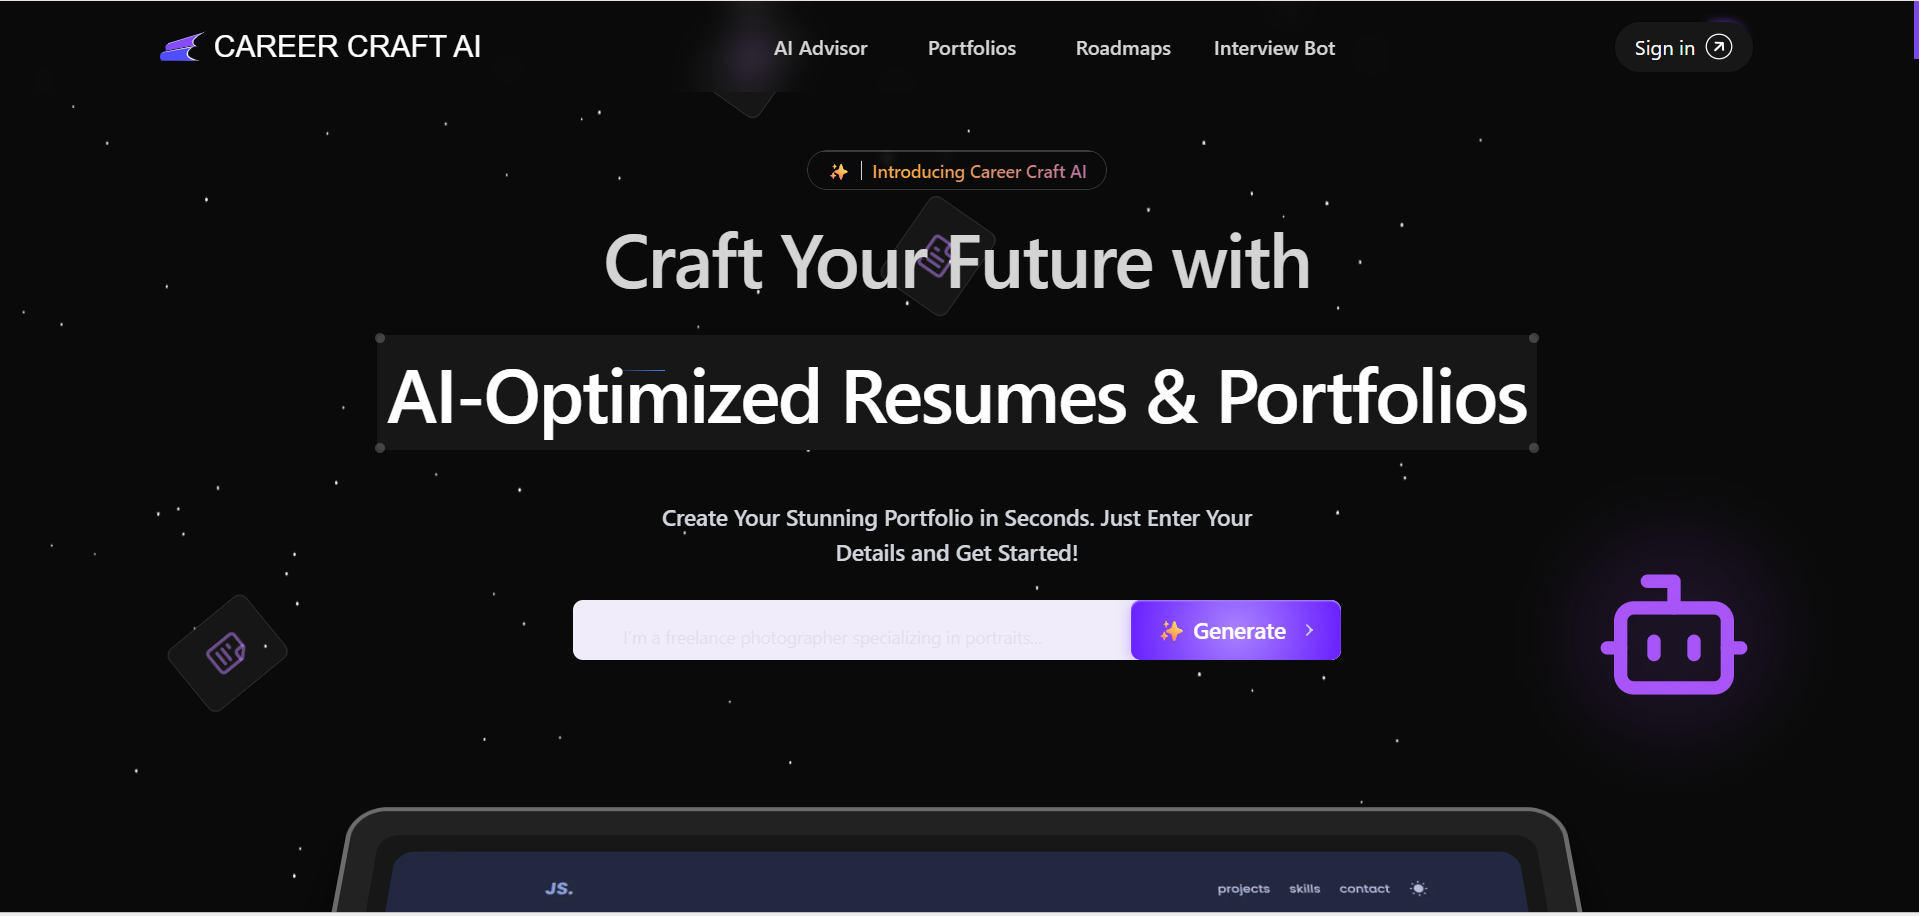 CAREER CRAFT AI
AI Advisor
Portfolios
Roadmaps
Interview Bot
Sign in
Introducing Career Craft AI
Craft Your Future with
AI-Optimized Resumes & Portfolios
Create Your Stunning Portfolio in Seconds. Just Enter Your
Details and Get Started!
I'm a freelance photographer specializing in portraits...
Generate
JS.
projects
skills
contact